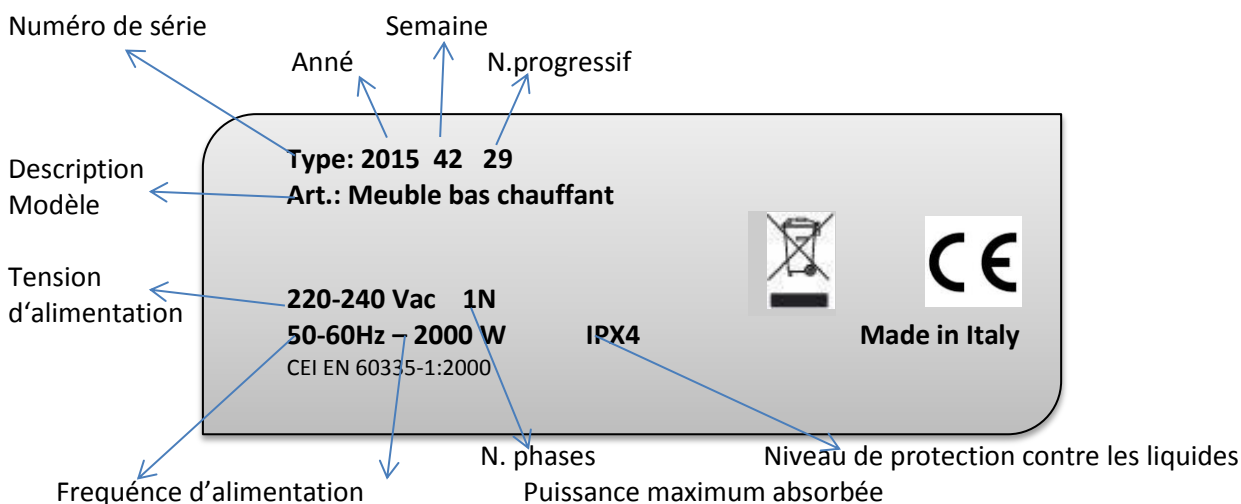 Numéro de série
Semaine
Anné
N.progressif
Type: 2015 42 29
Description
Modèle
Art.: Meuble bas chauffant
CE
Tension
d‘alimentation
220-240 Vac 1N
50-60Hz – 2000 W IPX4 Made in Italy
CEI EN 60335-1:2000
N. phases
Niveau de protection contre les liquides
Frequénce d’alimentation
Puissance maximum absorbée